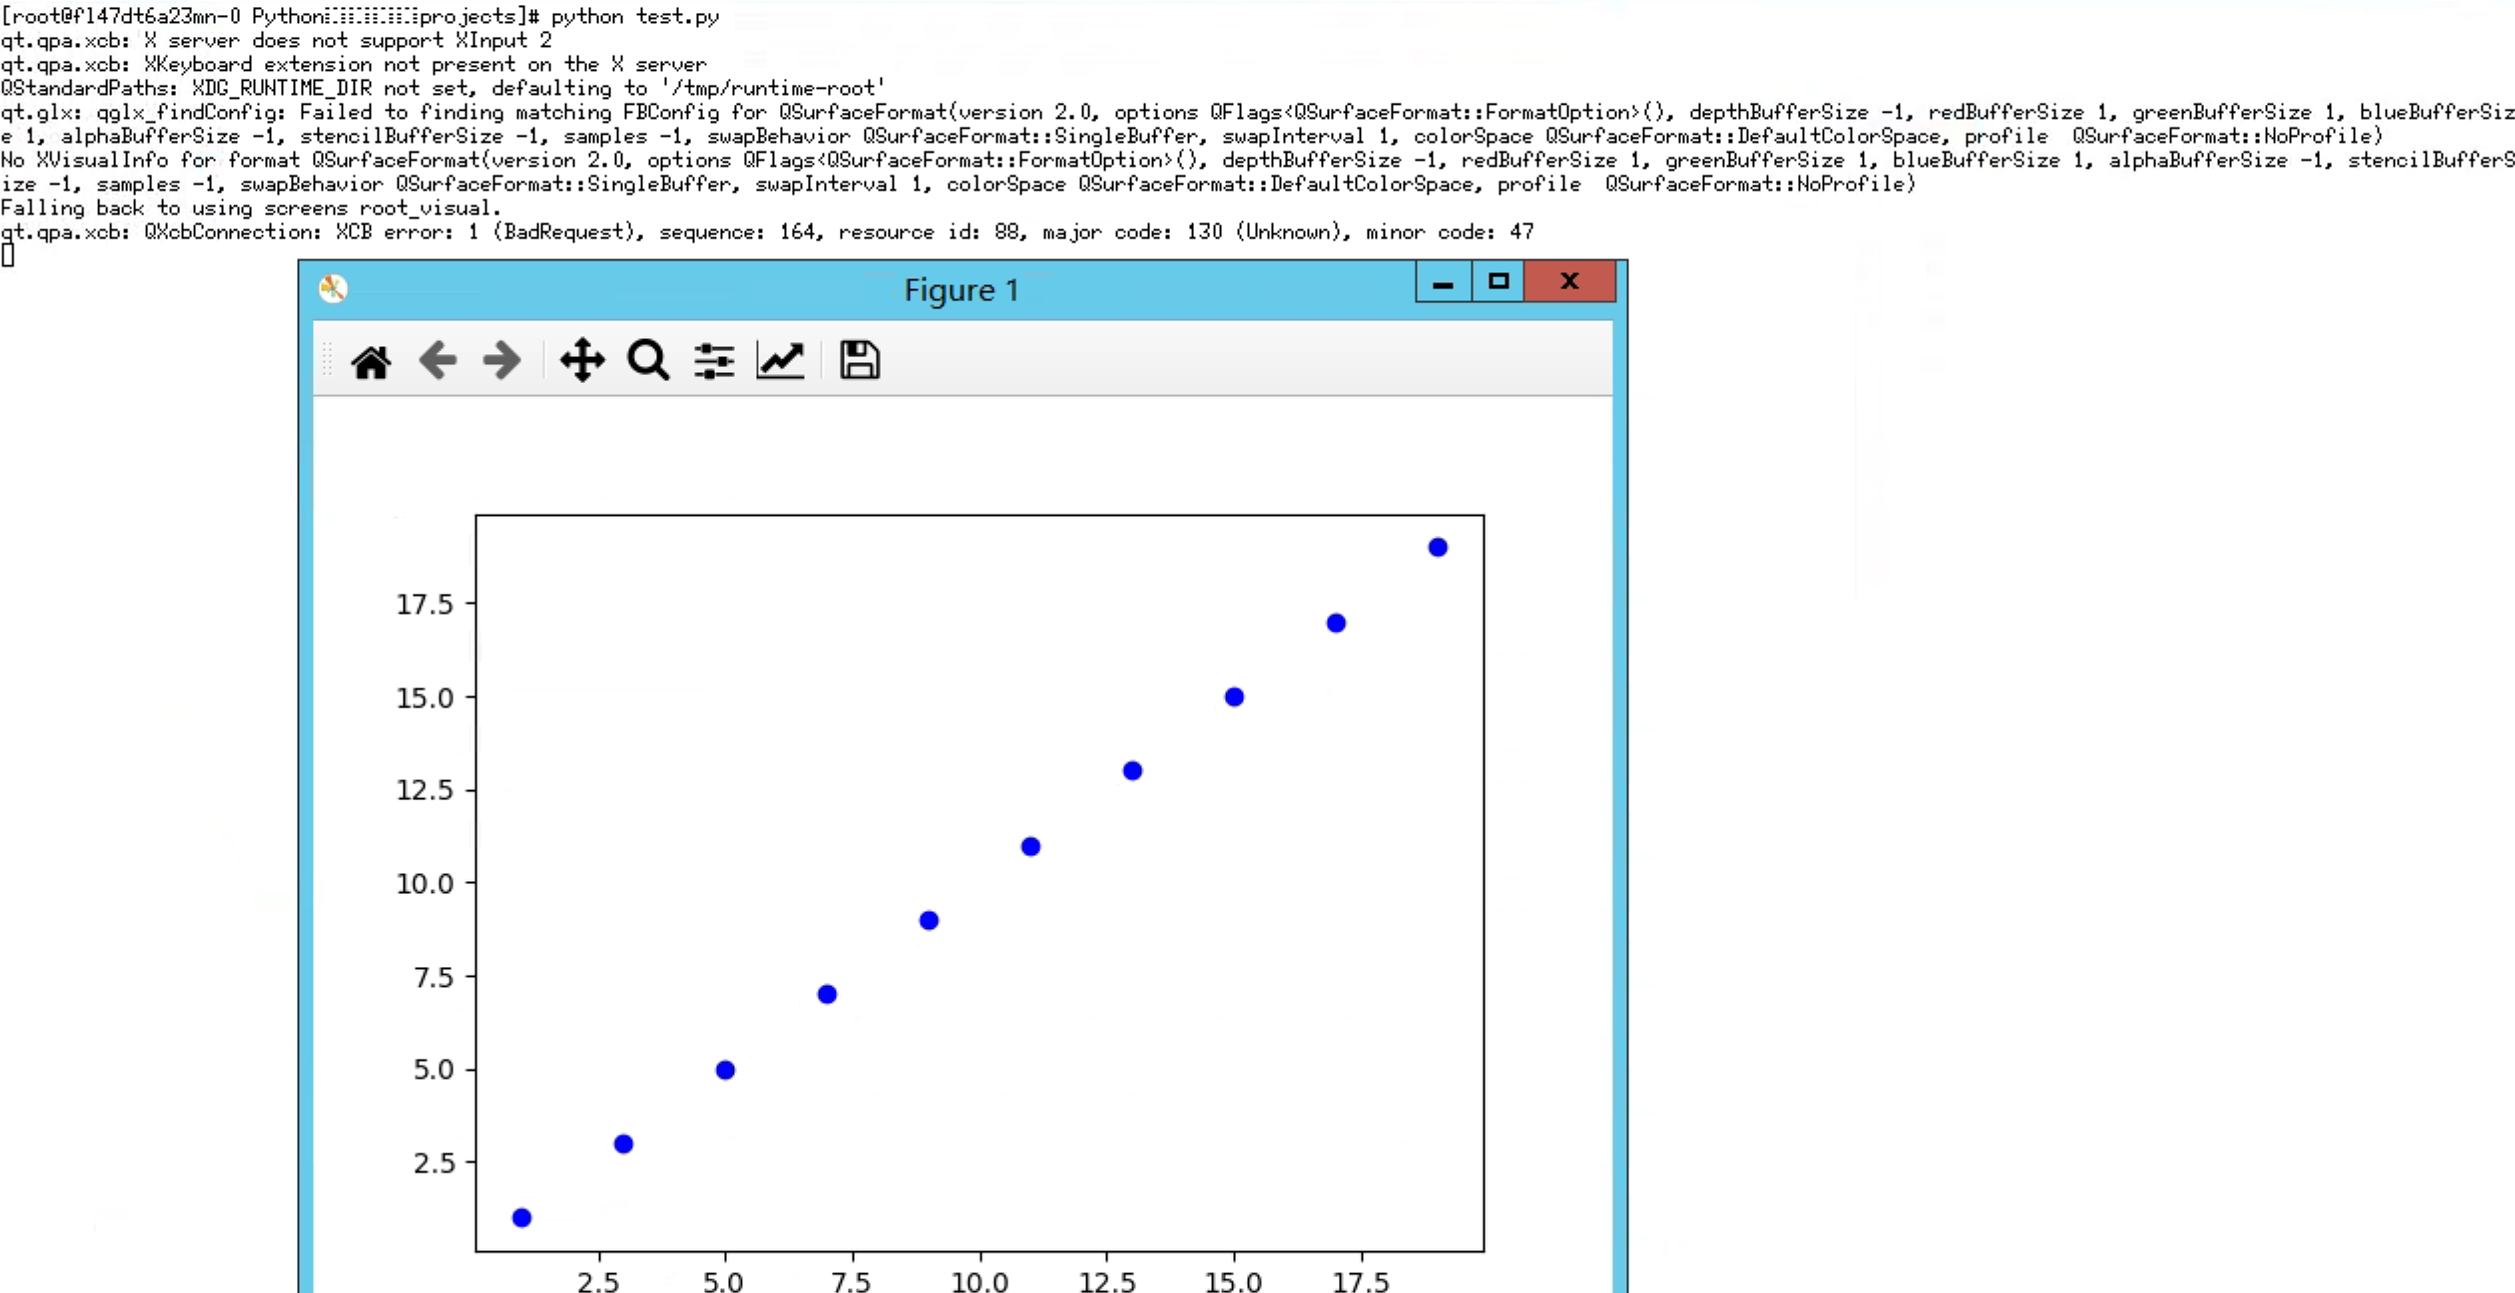 [root@fl47dt6a23mn-0 Python projects]# python test.py
qt.qpa.xcb: X server does not support XInput 2
qt.qpa.xcb: XKeyboard extension not present on the X server
QStandardPaths: XDG_RUNTIME_DIR not set, defaulting to '/tmp/runtime-root'
qt.glx: qglx_findConfig: Failed to finding matching FBConfig for QSurfaceFormat(version 2.0, options QFlags<QSurfaceFormat::FormatOption>(), depthBufferSize -1, redBufferSize 1, greenBufferSize 1, blueBufferSiz
e 1, alphaBufferSize -1, stencilBufferSize -1, samples -1, swapBehavior QSurfaceFormat::SingleBuffer, swapInterval 1, colorSpace QSurfaceFormat::DefaultColorSpace, profile  QSurfaceFormat::NoProfile)
No XVisualInfo for format QSurfaceFormat(version 2.0, options QFlags<QSurfaceFormat::FormatOption>(), depthBufferSize -1, redBufferSize 1, greenBufferSize 1, blueBufferSize 1, alphaBufferSize -1, stencilBufferS
ize -1, samples -1, swapBehavior QSurfaceFormat::SingleBuffer, swapInterval 1, colorSpace QSurfaceFormat::DefaultColorSpace, profile  QSurfaceFormat::NoProfile)
Falling back to using screens root_visual.
qt.qpa.xcb: QXcbConnection: XCB error: 1 (BadRequest), sequence: 164, resource id: 88, major code: 130 (Unknown), minor code: 47
Figure 1
17.5
15.0
12.5
10.0
7.5
5.0
2.5
2.5 5.0 7.5 10.0 12.5 15.0 17.5